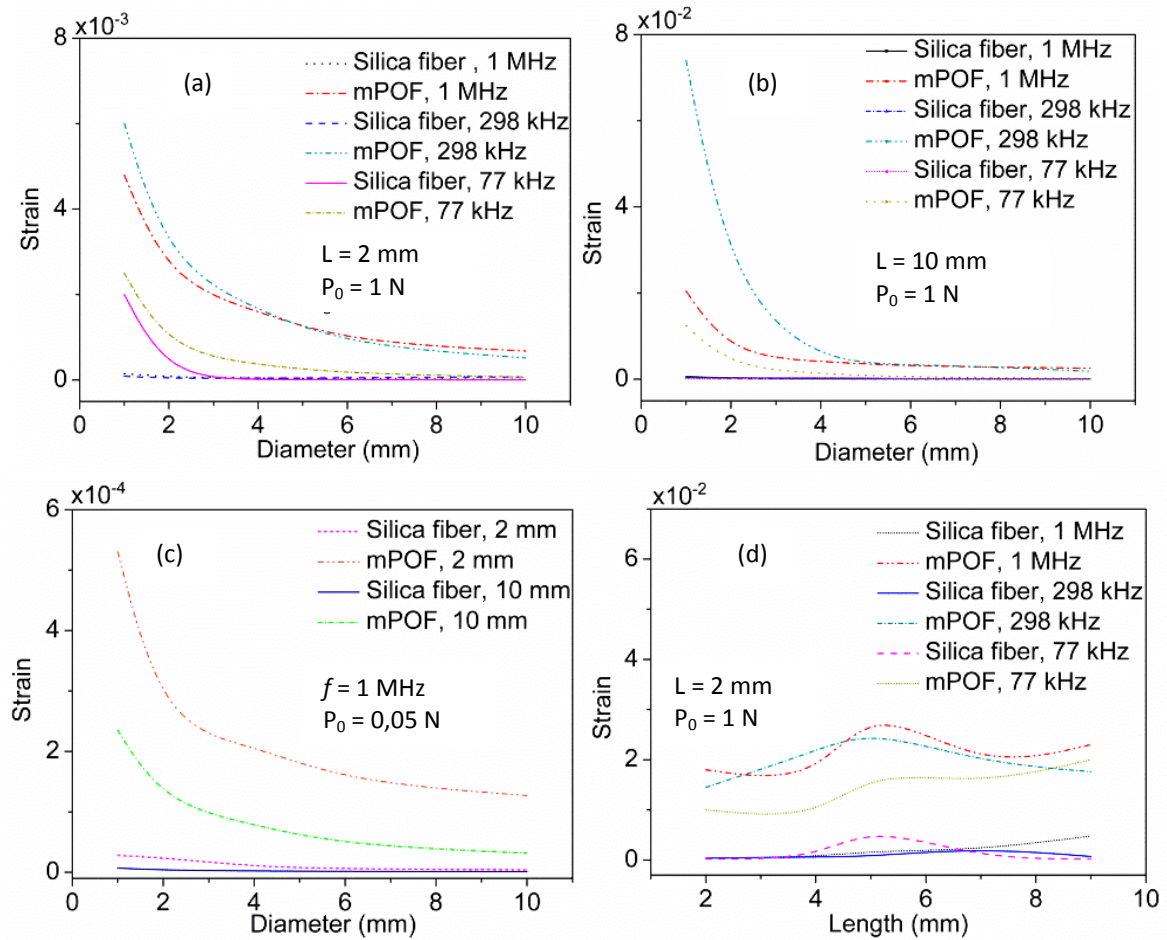 x10⁻³
8
4
0
Strain
(a)
Silica fiber , 1 MHz
mPOF, 1 MHz
Silica fiber, 298 kHz
mPOF, 298 kHz
Silica fiber, 77 kHz
mPOF, 77 kHz
L = 2 mm
P₀ = 1 N
0 2 4 6 8 10
Diameter (mm)
x10⁻²
8
4
0
Strain
(b)
Silica fiber, 1 MHz
mPOF, 1 MHz
Silica fiber, 298 kHz
mPOF, 298 kHz
Silica fiber, 77 kHz
mPOF, 77 kHz
L = 10 mm
P₀ = 1 N
0 2 4 6 8 10
Diameter (mm)
x10⁻⁴
6
4
2
0
Strain
(c)
Silica fiber, 2 mm
mPOF, 2 mm
Silica fiber, 10 mm
mPOF, 10 mm
f = 1 MHz
P₀ = 0,05 N
0 2 4 6 8 10
Diameter (mm)
x10⁻²
6
4
2
0
Strain
(d)
Silica fiber, 1 MHz
mPOF, 1 MHz
Silica fiber, 298 kHz
mPOF, 298 kHz
Silica fiber, 77 kHz
mPOF, 77 kHz
L = 2 mm
P₀ = 1 N
2 4 6 8 10
Length (mm)